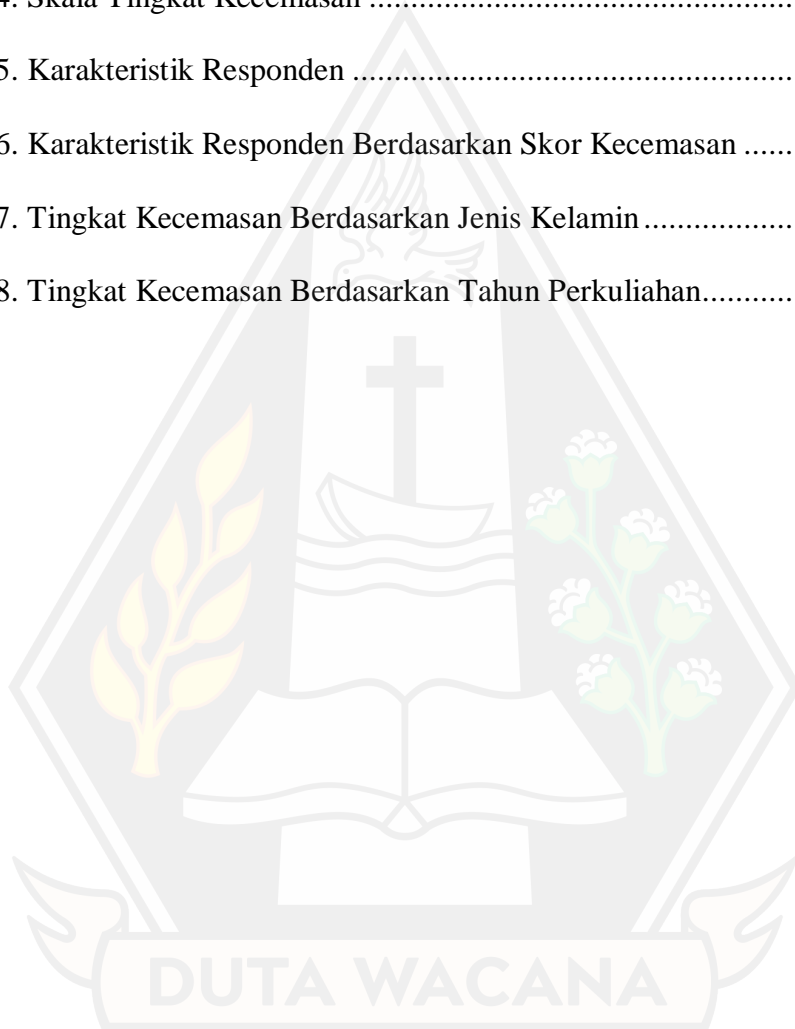 4. Skala Tingkat Kecemasan ......................................................
5. Karakteristik Responden ........................................................
6. Karakteristik Responden Berdasarkan Skor Kecemasan ......
7. Tingkat Kecemasan Berdasarkan Jenis Kelamin ...................
8. Tingkat Kecemasan Berdasarkan Tahun Perkuliahan...........
DUTA WACANA